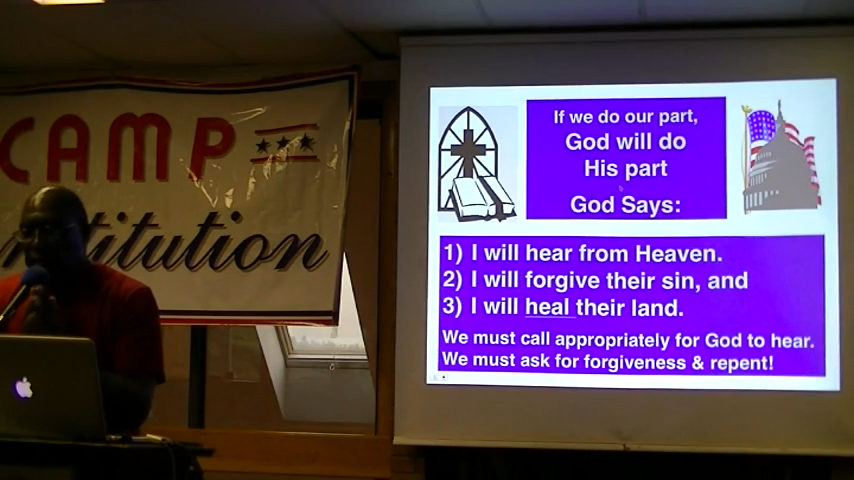 CAMP
nstitution
If we do our part,
God will do
His part
God Says:
1) I will hear from Heaven.
2) I will forgive their sin, and
3) I will heal their land.
We must call appropriately for God to hear.
We must ask for forgiveness & repent!